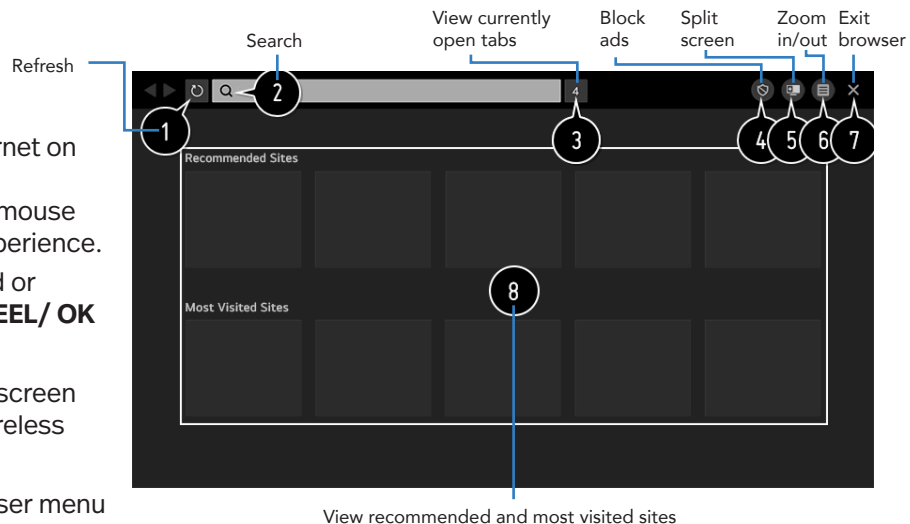 View currently
open tabs
Block
ads
Split
screen
Zoom
in/out
Exit
browser
Search
Refresh
4
1
2
3
4
5
6
7
rnet on
mouse
perience.
d or
EEL/ OK
screen
reless
ser menu
Recommended Sites
8
Most Visited Sites
View recommended and most visited sites